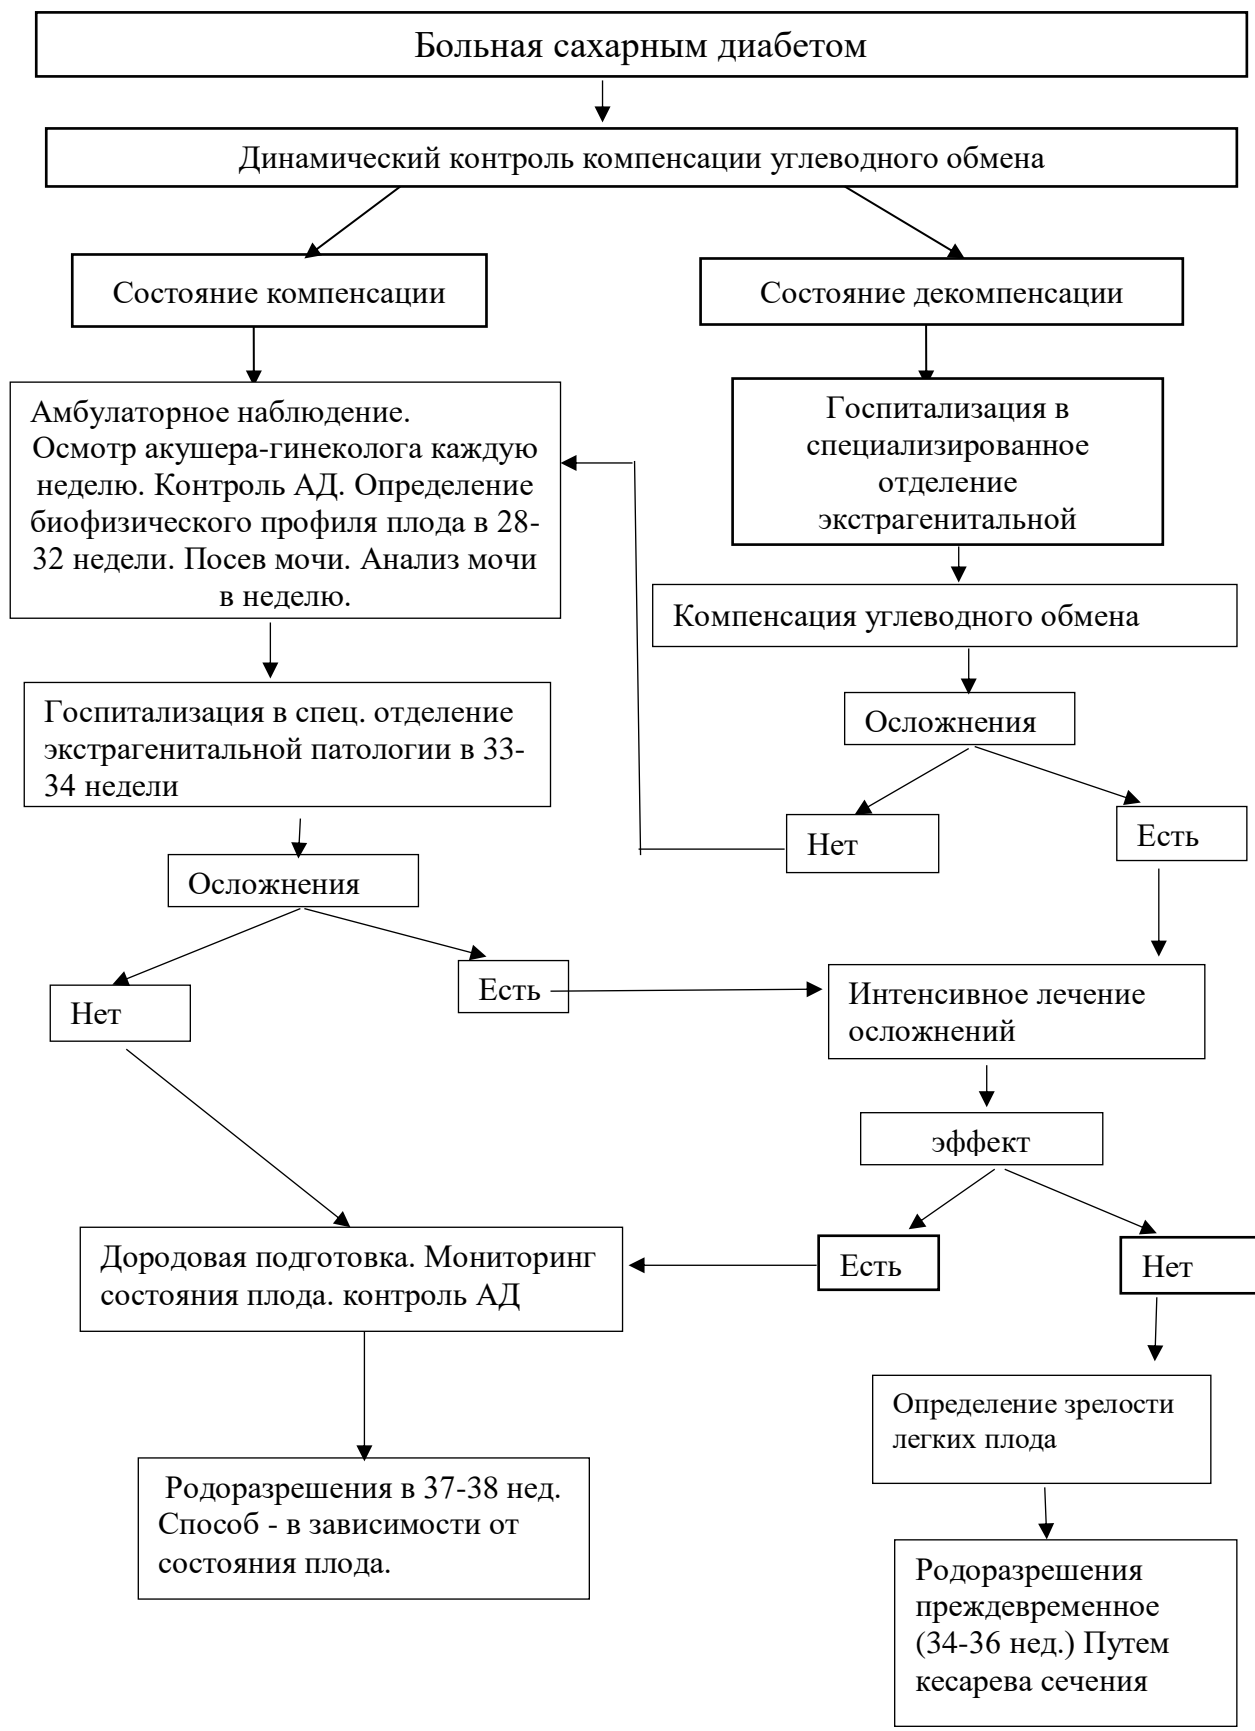 Больная сахарным диабетом
Динамический контроль компенсации углеводного обмена
Состояние компенсации
Состояние декомпенсации
Амбулаторное наблюдение.
Осмотр акушера-гинеколога каждую
неделю. Контроль АД. Определение
биофизического профиля плода в 28-
32 недели. Посев мочи. Анализ мочи
в неделю.
Госпитализация в
специализированное
отделение
экстрагенитальной
Компенсация углеводного обмена
Госпитализация в спец. отделение
экстрагенитальной патологии в 33-
34 недели
Осложнения
Нет
Есть
Осложнения
Нет
Есть
Интенсивное лечение
осложнений
эффект
Есть
Нет
Дородовая подготовка. Мониторинг
состояния плода. контроль АД
Определение зрелости
легких плода
Родоразрешения в 37-38 нед.
Способ - в зависимости от
состояния плода.
Родоразрешения
преждевременное
(34-36 нед.) Путем
кесарева сечения